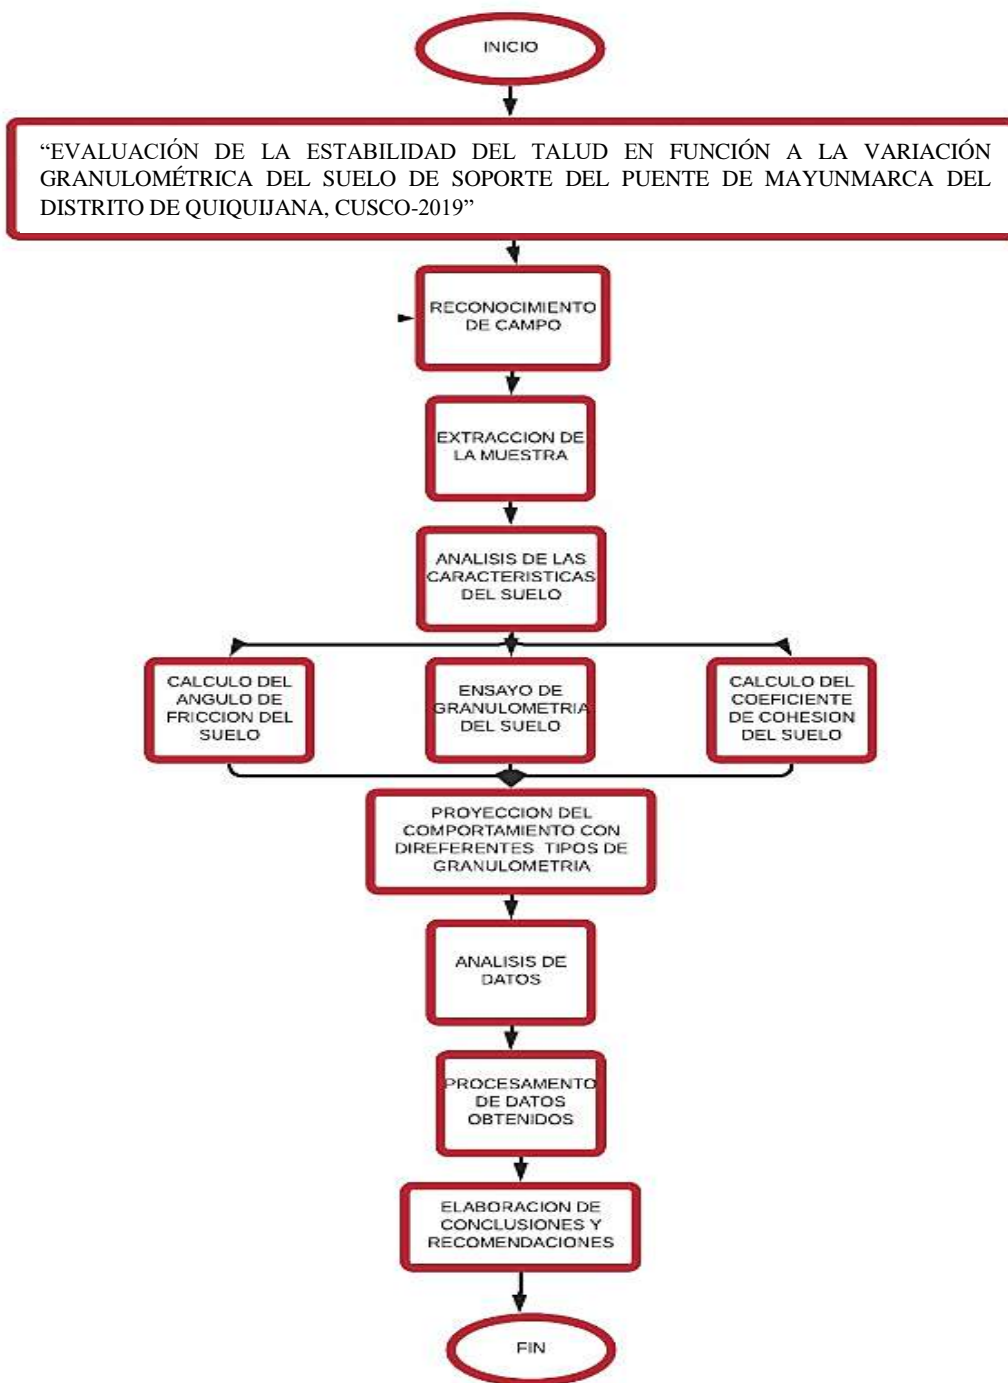 INICIO
“EVALUACIÓN DE LA ESTABILIDAD DEL TALUD EN FUNCIÓN A LA VARIACIÓN
GRANULOMÉTRICA DEL SUELO DE SOPORTE DEL PUENTE DE MAYUNMARCA DEL
DISTRITO DE QUIQUIJANA, CUSCO-2019”
RECONOCIMIENTO
DE CAMPO
EXTRACCION DE
LA MUESTRA
ANALISIS DE LAS
CARACTERISTICAS
DEL SUELO
CALCULO DEL
ANGULO DE
FRICCION DEL
SUELO
ENSAYO DE
GRANULOMETRIA
DEL SUELO
CALCULO DEL
COEFICIENTE
DE COHESION
DEL SUELO
PROYECCION DEL
COMPORTAMIENTO CON
DIREFERENTES TIPOS DE
GRANULOMETRIA
ANALISIS DE
DATOS
PROCESAMENTO
DE DATOS
OBTENIDOS
ELABORACION DE
CONCLUSIONES Y
RECOMENDACIONES
FIN